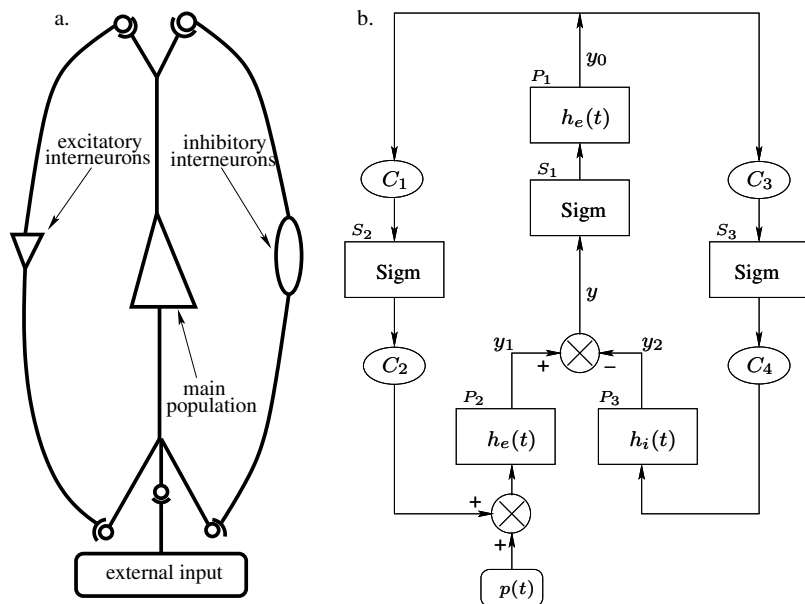 a.
excitatory
interneurons
inhibitory
interneurons
main
population
external input
b.
y₀
P₁
hₑ(t)
C₁
S₁
Sigm
C₃
S₂
Sigm
S₃
Sigm
y
y₁
y₂
+
−
C₂
C₄
P₂
hₑ(t)
P₃
hᵢ(t)
+
+
p(t)